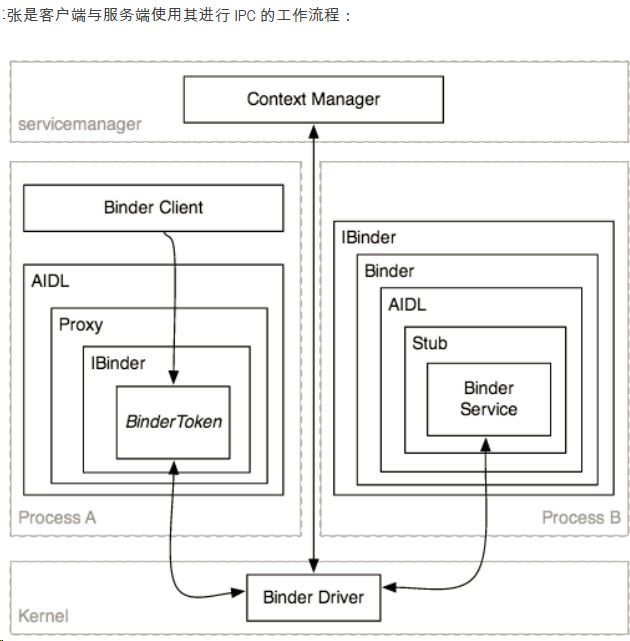 张是客户端与服务端使用其进行 IPC 的工作流程：
Context Manager
servicemanager
Binder Client
AIDL
Proxy
IBinder
BinderToken
Process A
IBinder
Binder
AIDL
Stub
Binder
Service
Process B
Binder Driver
Kernel